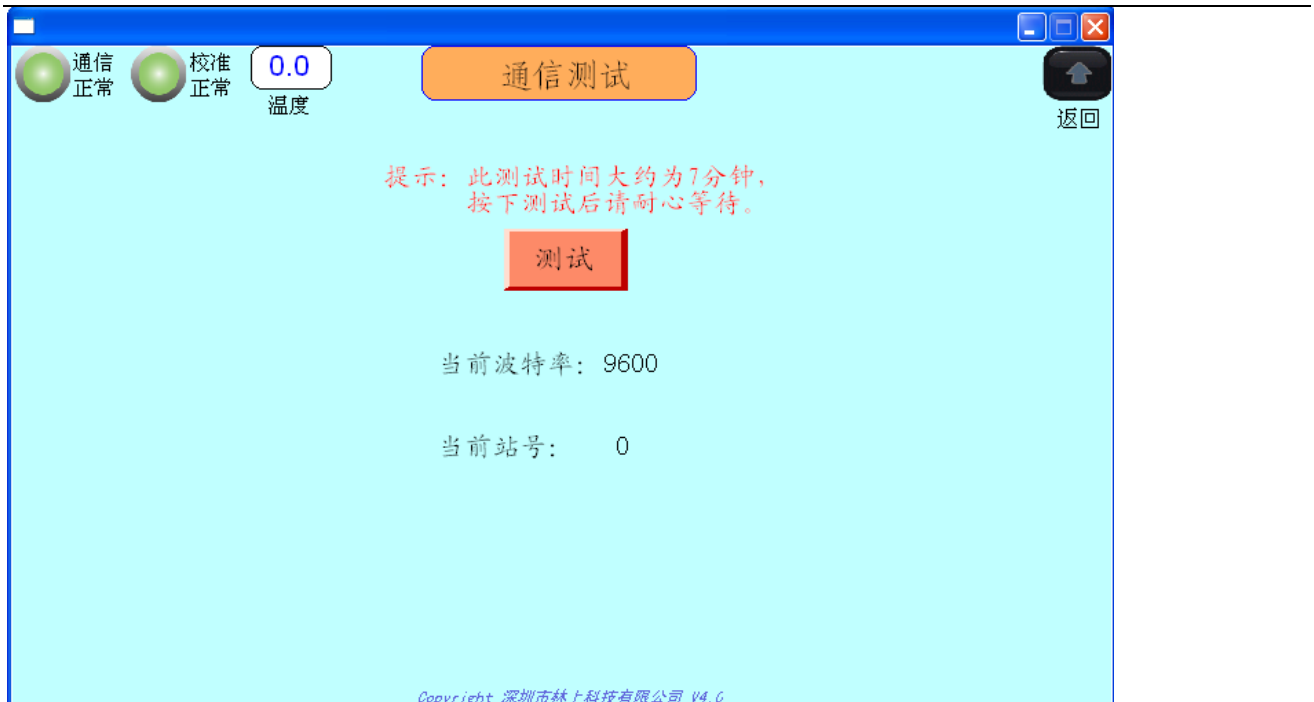 通信
正常
校准
正常
0.0
温度
通信测试
返回
提示：此测试时间大约为7分钟，
按下测试后请耐心等待。
测试
当前波特率：9600
当前站号： 0
Copyright 深圳市林上科技有限公司